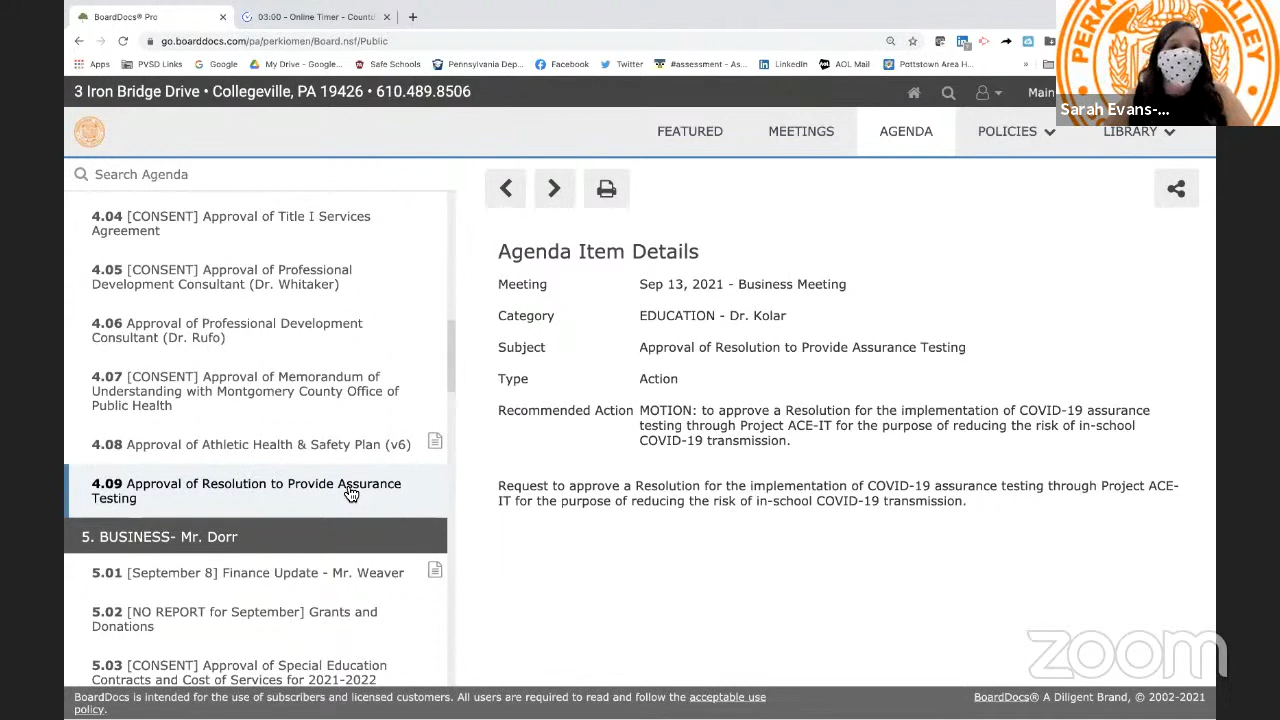 BoardDocs® Pro
03:00 - Online Timer - Countd
go.boarddocs.com/pa/perkiomen/Board.nsf/Public
Apps
PVSD Links
Google
My Drive - Google...
Safe Schools
Pennsylvania Dep...
Facebook
Twitter
#assessment - As...
LinkedIn
AOL Mail
Pottstown Area H...
»
PERKIOMEN VALLEY
Sarah Evans-...
3 Iron Bridge Drive • Collegeville, PA 19426 • 610.489.8506
Main
FEATURED
MEETINGS
AGENDA
POLICIES
LIBRARY
Search Agenda
4.04 [CONSENT] Approval of Title I Services
Agreement
4.05 [CONSENT] Approval of Professional
Development Consultant (Dr. Whitaker)
4.06 Approval of Professional Development
Consultant (Dr. Rufo)
4.07 [CONSENT] Approval of Memorandum of
Understanding with Montgomery County Office of
Public Health
4.08 Approval of Athletic Health & Safety Plan (v6)
4.09 Approval of Resolution to Provide Assurance
Testing
5. BUSINESS- Mr. Dorr
5.01 [September 8] Finance Update - Mr. Weaver
5.02 [NO REPORT for September] Grants and
Donations
5.03 [CONSENT] Approval of Special Education
Contracts and Cost of Services for 2021-2022
Agenda Item Details
Meeting Sep 13, 2021 - Business Meeting
Category EDUCATION - Dr. Kolar
Subject Approval of Resolution to Provide Assurance Testing
Type Action
Recommended Action MOTION: to approve a Resolution for the implementation of COVID-19 assurance
testing through Project ACE-IT for the purpose of reducing the risk of in-school
COVID-19 transmission.
Request to approve a Resolution for the implementation of COVID-19 assurance testing through Project ACE-
IT for the purpose of reducing the risk of in-school COVID-19 transmission.
zoom
BoardDocs is intended for the use of subscribers and licensed customers. All users are required to read and follow the acceptable use
policy.
BoardDocs® A Diligent Brand, © 2002-2021